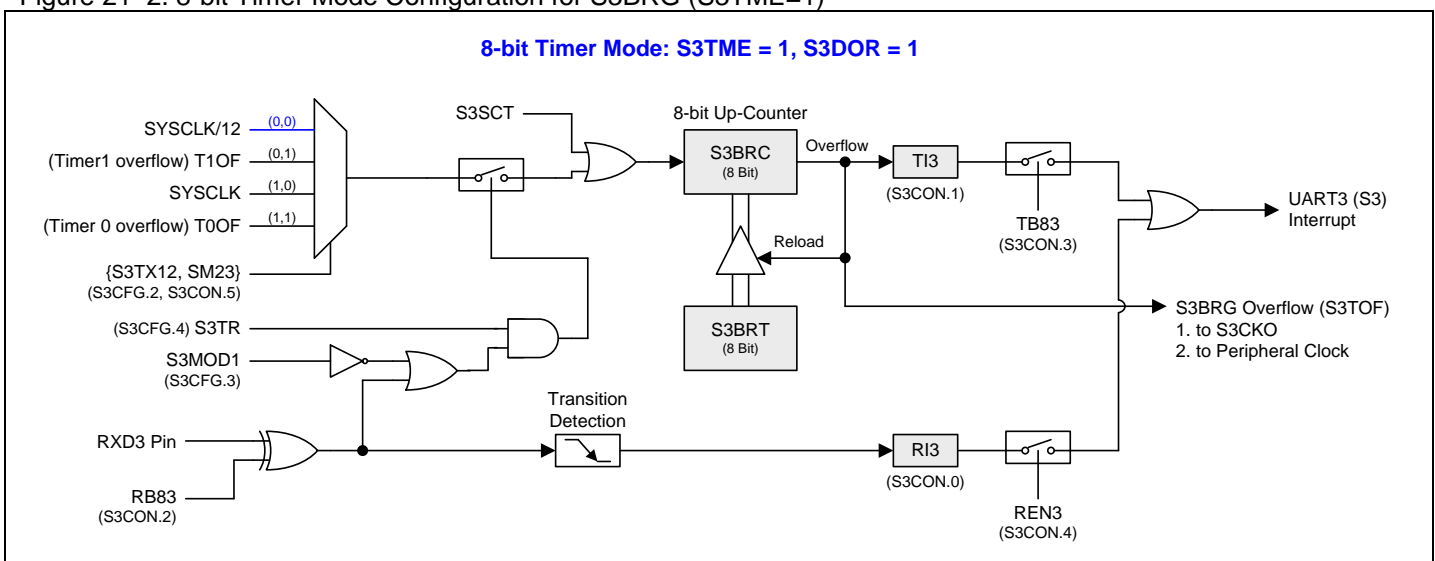 Figure 21-2. 8-bit Timer Mode Configuration for S3BRG (S3TME=1)
8-bit Timer Mode: S3TME = 1, S3DOR = 1
SYSCLK/12 (0,0)
(Timer1 overflow) T1OF (0,1)
SYSCLK (1,0)
(Timer 0 overflow) T0OF (1,1)
{S3TX12, SM23}
(S3CFG.2, S3CON.5)
(S3CFG.4) S3TR
S3MOD1
(S3CFG.3)
RXD3 Pin
RB83
(S3CON.2)
S3SCT
8-bit Up-Counter
S3BRC
(8 Bit)
Overflow
Reload
S3BRT
(8 Bit)
Transition
Detection
TI3
(S3CON.1)
TB83
(S3CON.3)
RI3
(S3CON.0)
REN3
(S3CON.4)
UART3 (S3)
Interrupt
S3BRG Overflow (S3TOF)
1. to S3CKO
2. to Peripheral Clock